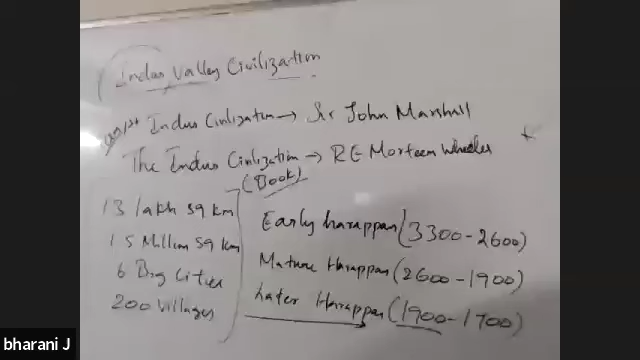 Indus Valley Civilization
Indus Civilization → Sir John Marshall
The Indus Civilization → RE Morteem Wheeler
(Book)
13 lakh sq km
1.5 Million sq km
6 Big Cities
200 Villages
Early harappan (3300-2600)
Mature Harappan (2600-1900)
Later Harappan (1900-1700)
bharani J